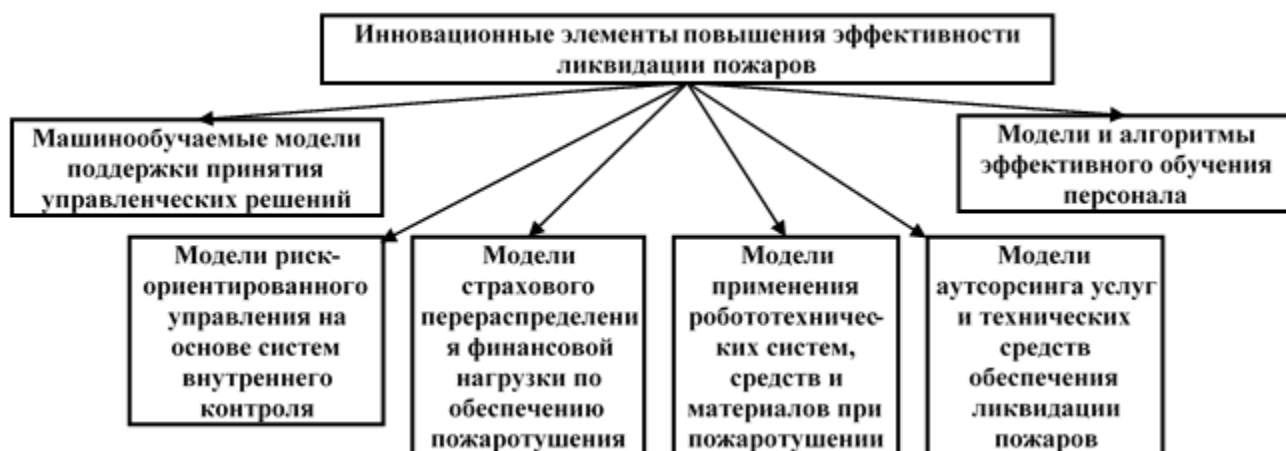 Инновационные элементы повышения эффективности
ликвидации пожаров
Машинообучаемые модели
поддержки принятия
управленческих решений
Модели и алгоритмы
эффективного обучения
персонала
Модели риск-
ориентированного
управления на
основе систем
внутреннего
контроля
Модели
страхового
перераспределени
я финансовой
нагрузки по
обеспечению
пожаротушения
Модели
применения
робототехничес-
ких систем,
средств и
материалов при
пожаротушении
Модели
аутсорсинга услуг
и технических
средств
обеспечения
ликвидации
пожаров